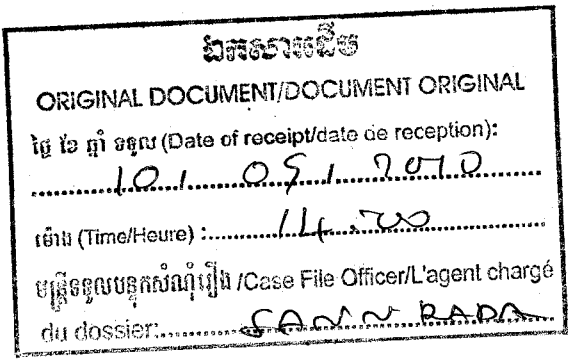 ឯកសារដើម
ORIGINAL DOCUMENT/DOCUMENT ORIGINAL
ថ្ងៃ ខែ ឆ្នាំ ទទួល (Date of receipt/date de reception):
10 / 05 / 2010
ម៉ោង (Time/Heure) : 14:00
មន្ត្រីទទួលបន្ទុកសំណុំរឿង /Case File Officer/L'agent chargé
du dossier: SANN RADA